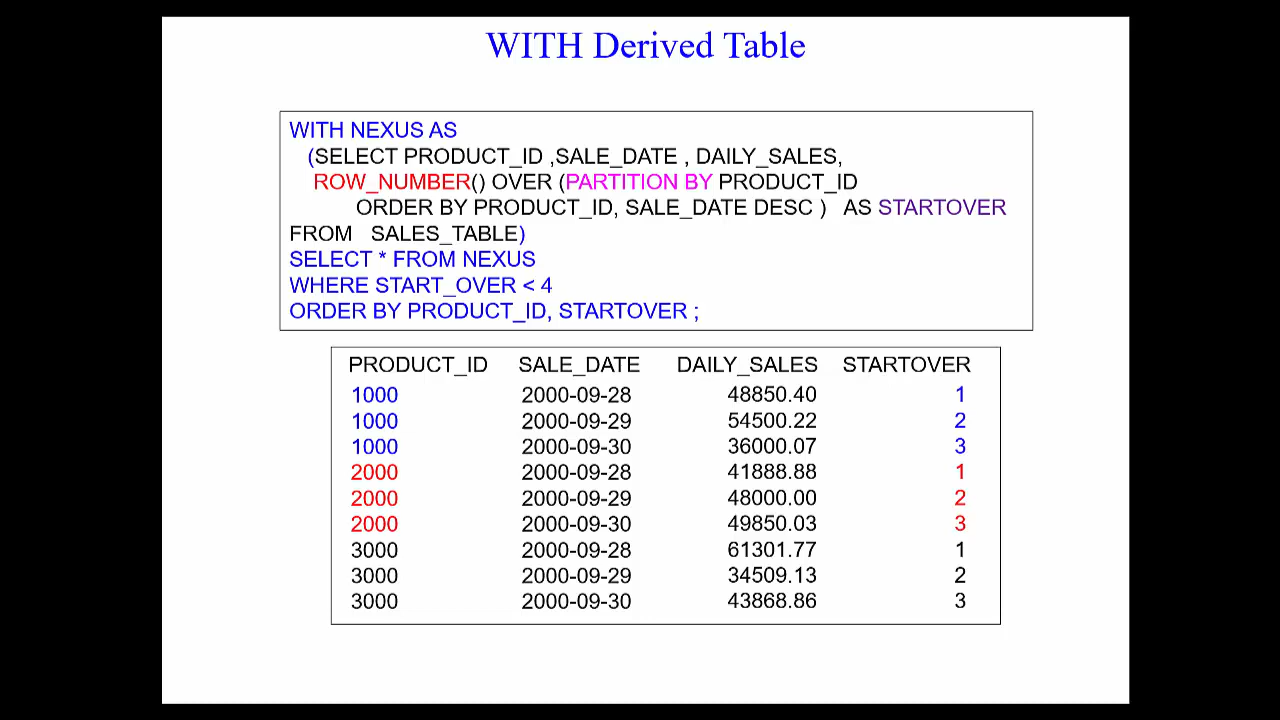 WITH Derived Table
WITH NEXUS AS
(SELECT PRODUCT_ID ,SALE_DATE , DAILY_SALES,
ROW_NUMBER() OVER (PARTITION BY PRODUCT_ID
ORDER BY PRODUCT_ID, SALE_DATE DESC ) AS STARTOVER
FROM SALES_TABLE)
SELECT * FROM NEXUS
WHERE START_OVER < 4
ORDER BY PRODUCT_ID, STARTOVER ;
PRODUCT_ID SALE_DATE DAILY_SALES STARTOVER
1000 2000-09-28 48850.40 1
1000 2000-09-29 54500.22 2
1000 2000-09-30 36000.07 3
2000 2000-09-28 41888.88 1
2000 2000-09-29 48000.00 2
2000 2000-09-30 49850.03 3
3000 2000-09-28 61301.77 1
3000 2000-09-29 34509.13 2
3000 2000-09-30 43868.86 3